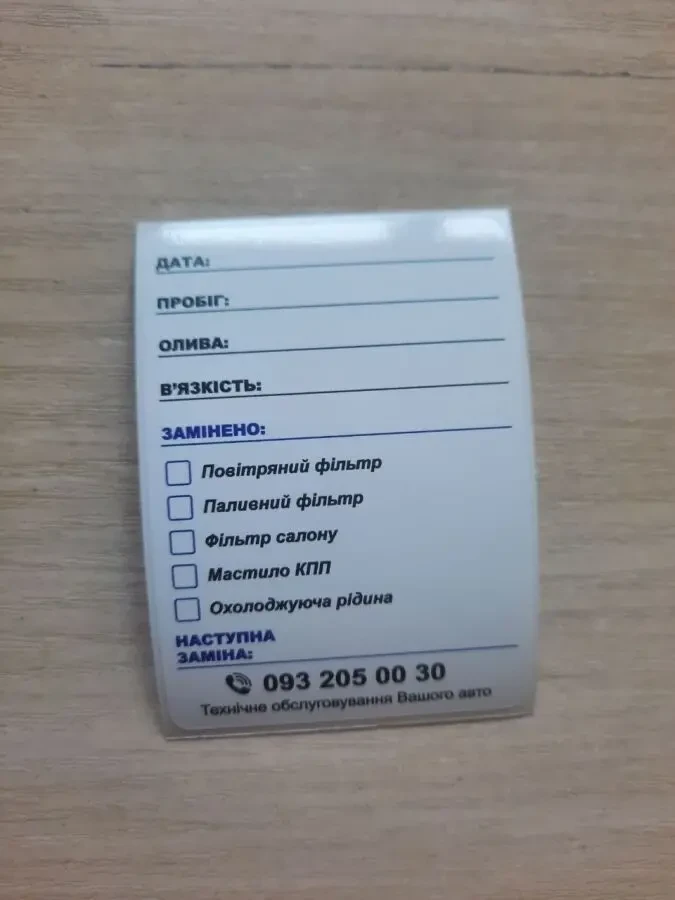 ДАТА:
ПРОБІГ:
ОЛИВА:
В'ЯЗКІСТЬ:
ЗАМІНЕНО:
Повітряний фільтр
Паливний фільтр
Фільтр салону
Мастило КПП
Охолоджуюча рідина
НАСТУПНА
ЗАМІНА:
093 205 00 30
Технічне обслуговування Вашого авто